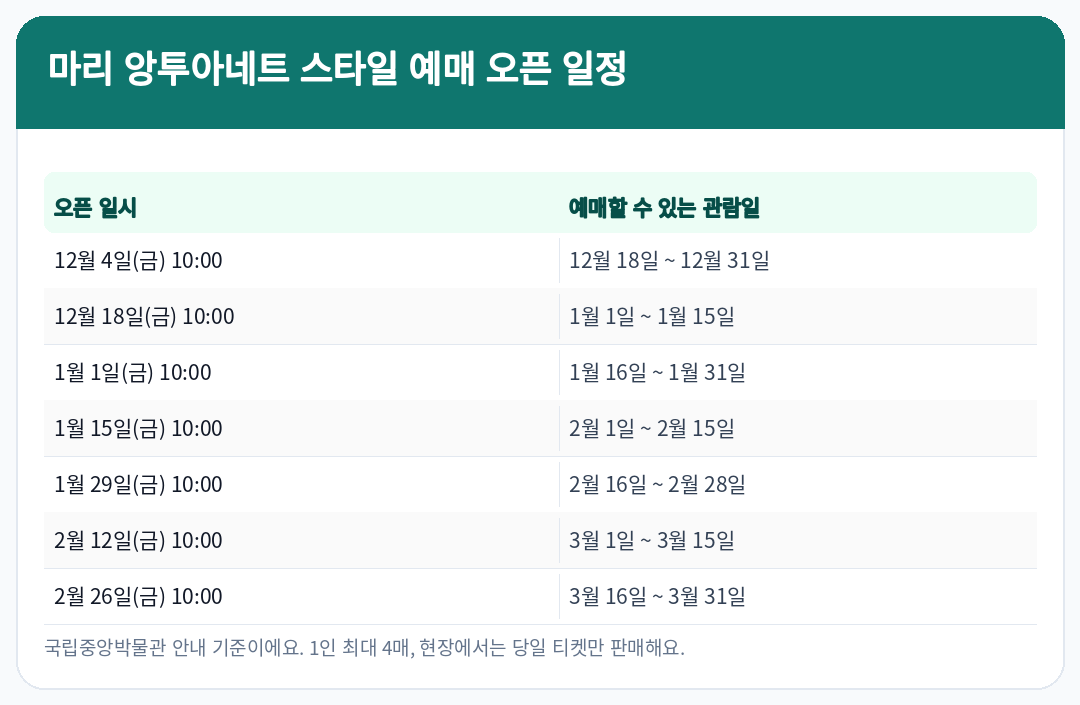 마리 앙투아네트 스타일 예매 오픈 일정
오픈 일시 예매할 수 있는 관람일
12월 4일(금) 10:00 12월 18일 ~ 12월 31일
12월 18일(금) 10:00 1월 1일 ~ 1월 15일
1월 1일(금) 10:00 1월 16일 ~ 1월 31일
1월 15일(금) 10:00 2월 1일 ~ 2월 15일
1월 29일(금) 10:00 2월 16일 ~ 2월 28일
2월 12일(금) 10:00 3월 1일 ~ 3월 15일
2월 26일(금) 10:00 3월 16일 ~ 3월 31일
국립중앙박물관 안내 기준이에요. 1인 최대 4매, 현장에서는 당일 티켓만 판매해요.